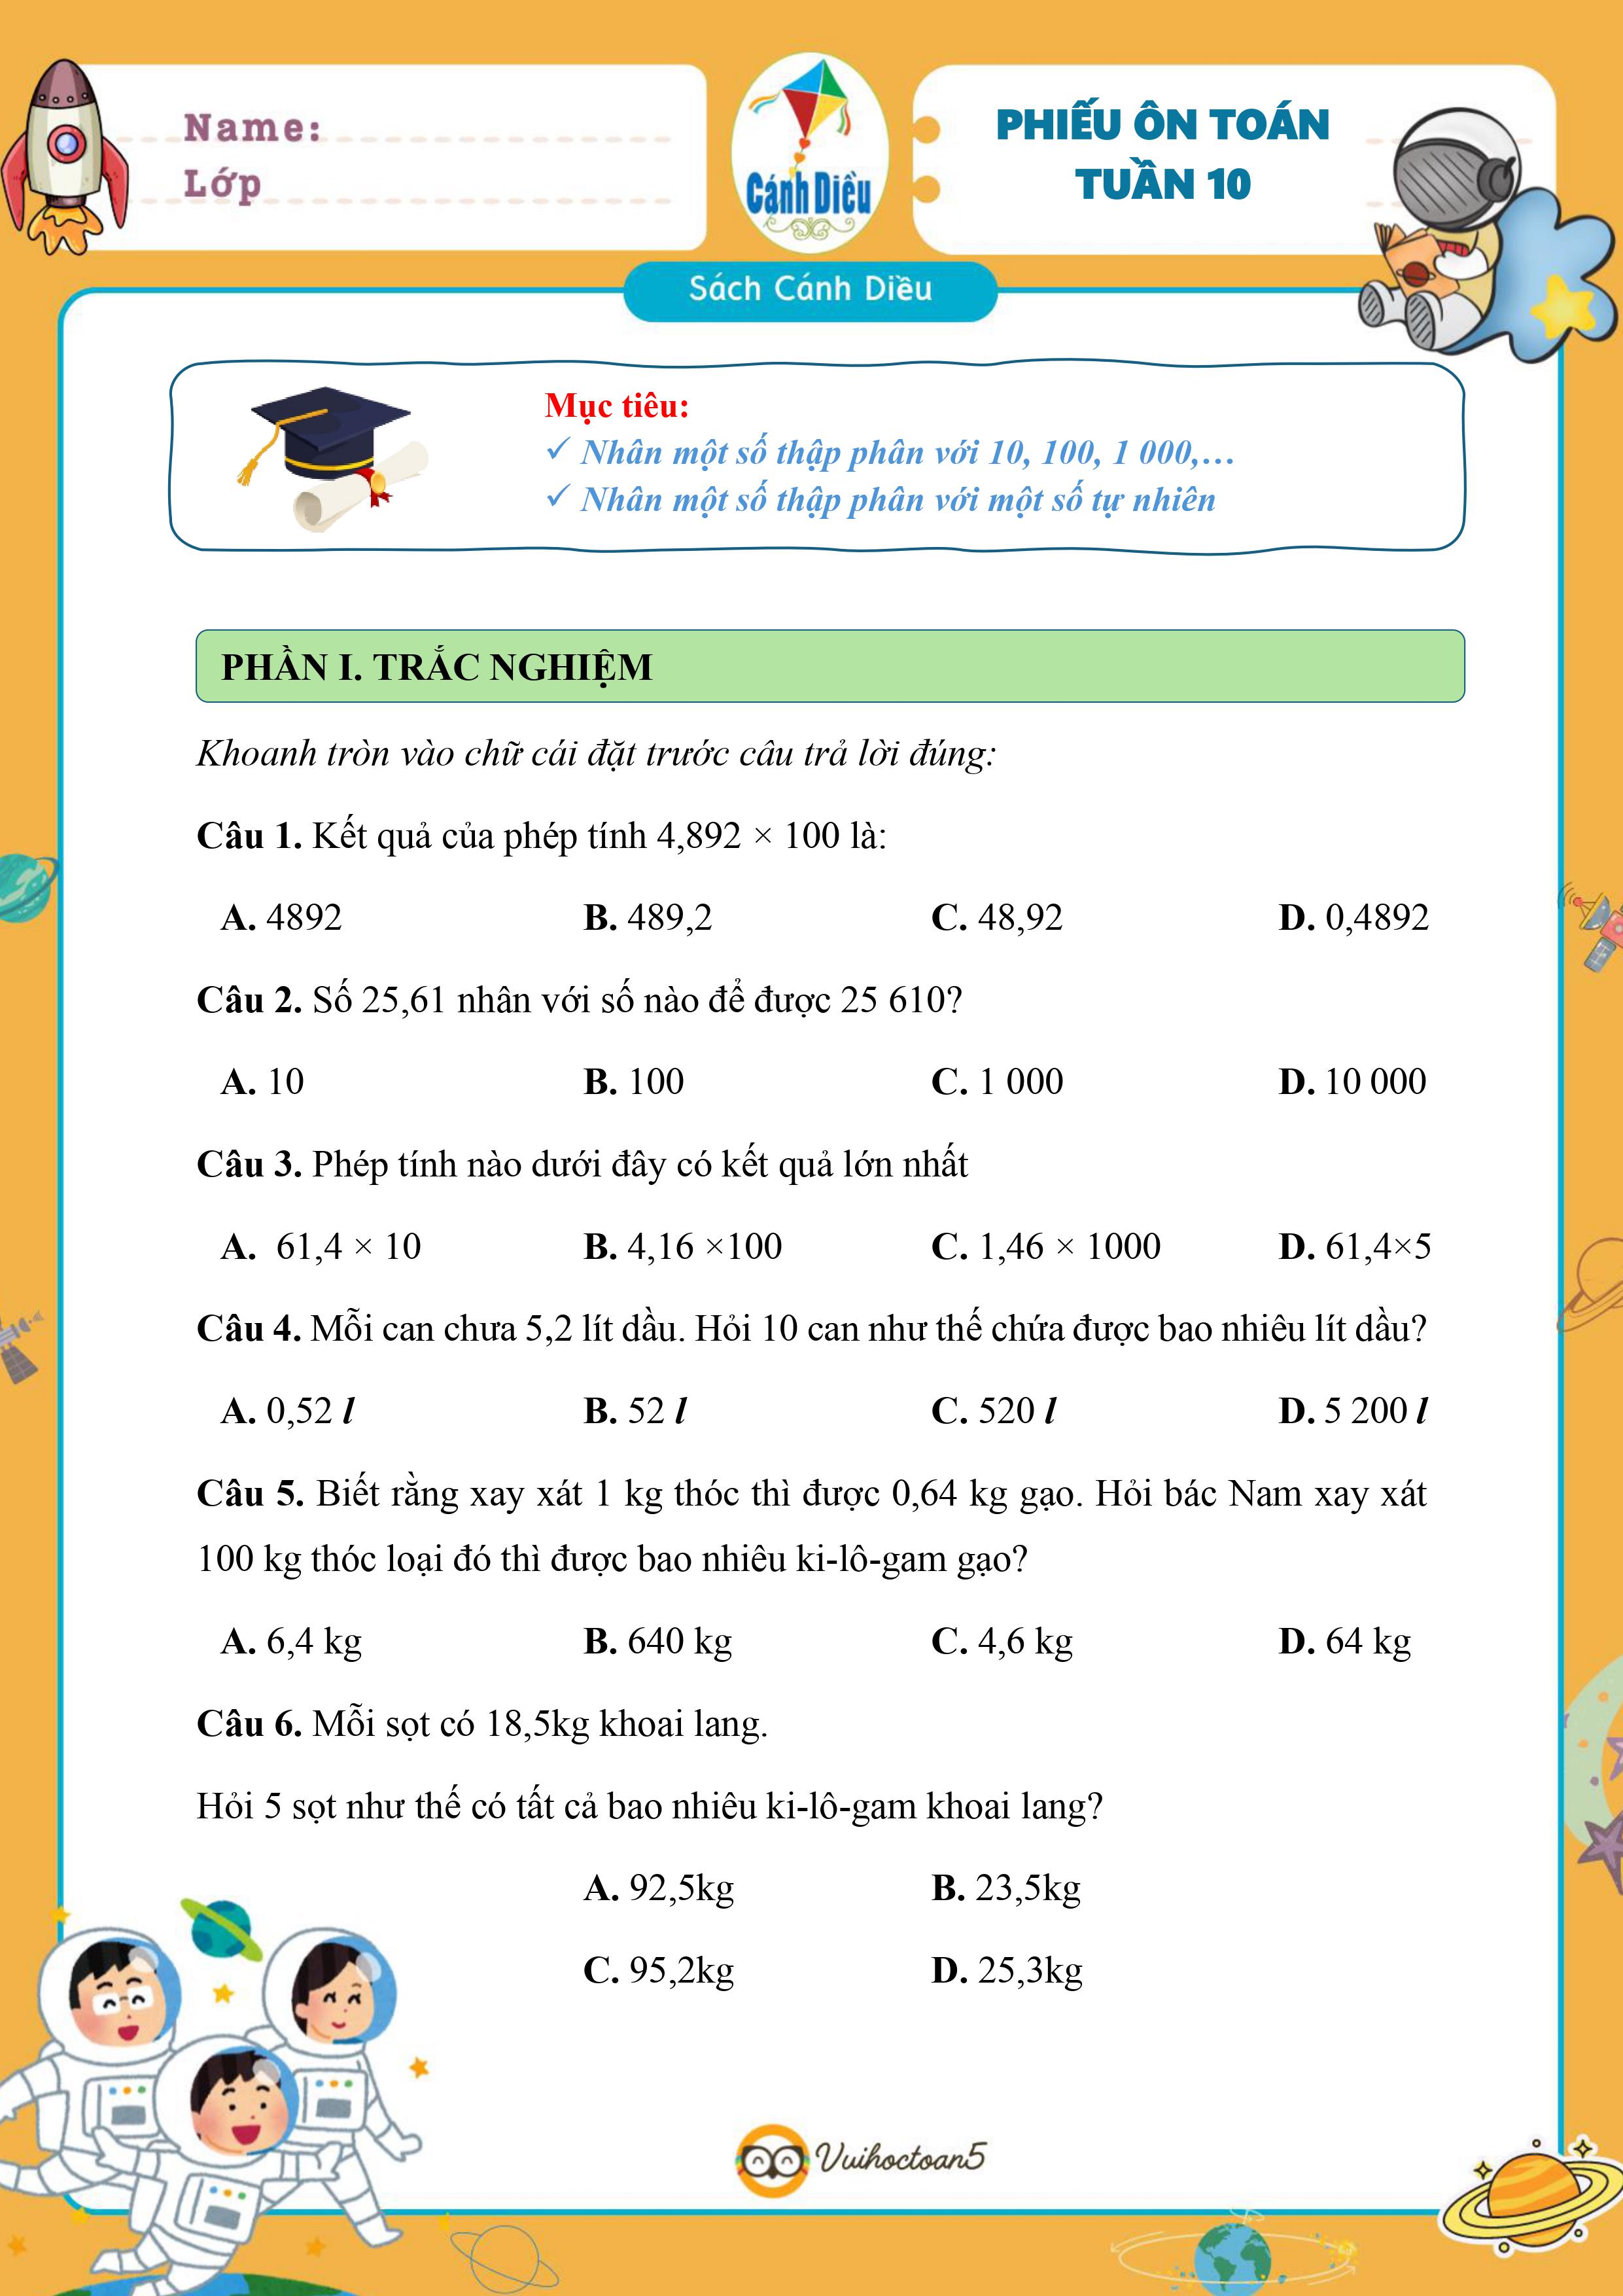 Name:
Lớp
Cánh Diều
PHIẾU ÔN TOÁN
TUẦN 10
Sách Cánh Diều
Mục tiêu:
✓ Nhân một số thập phân với 10, 100, 1 000,…
✓ Nhân một số thập phân với một số tự nhiên
PHẦN I. TRẮC NGHIỆM
Khoanh tròn vào chữ cái đặt trước câu trả lời đúng:
Câu 1. Kết quả của phép tính 4,892 × 100 là:
A. 4892 B. 489,2 C. 48,92 D. 0,4892
Câu 2. Số 25,61 nhân với số nào để được 25 610?
A. 10 B. 100 C. 1 000 D. 10 000
Câu 3. Phép tính nào dưới đây có kết quả lớn nhất
A. 61,4 × 10 B. 4,16 ×100 C. 1,46 × 1000 D. 61,4×5
Câu 4. Mỗi can chưa 5,2 lít dầu. Hỏi 10 can như thế chứa được bao nhiêu lít dầu?
A. 0,52 l B. 52 l C. 520 l D. 5 200 l
Câu 5. Biết rằng xay xát 1 kg thóc thì được 0,64 kg gạo. Hỏi bác Nam xay xát
100 kg thóc loại đó thì được bao nhiêu ki-lô-gam gạo?
A. 6,4 kg B. 640 kg C. 4,6 kg D. 64 kg
Câu 6. Mỗi sọt có 18,5kg khoai lang.
Hỏi 5 sọt như thế có tất cả bao nhiêu ki-lô-gam khoai lang?
A. 92,5kg B. 23,5kg
C. 95,2kg D. 25,3kg
Vuihoctoan5